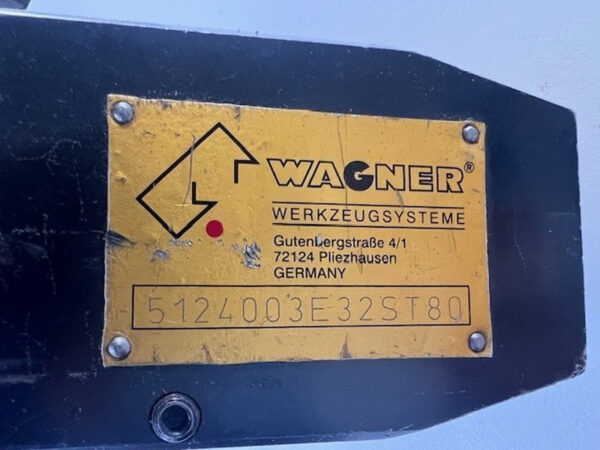 WAGNER®
WERKZEUGSYSTEME
Gutenbergstraße 4/1
72124 Pliezhausen
GERMANY
5124003E32ST80